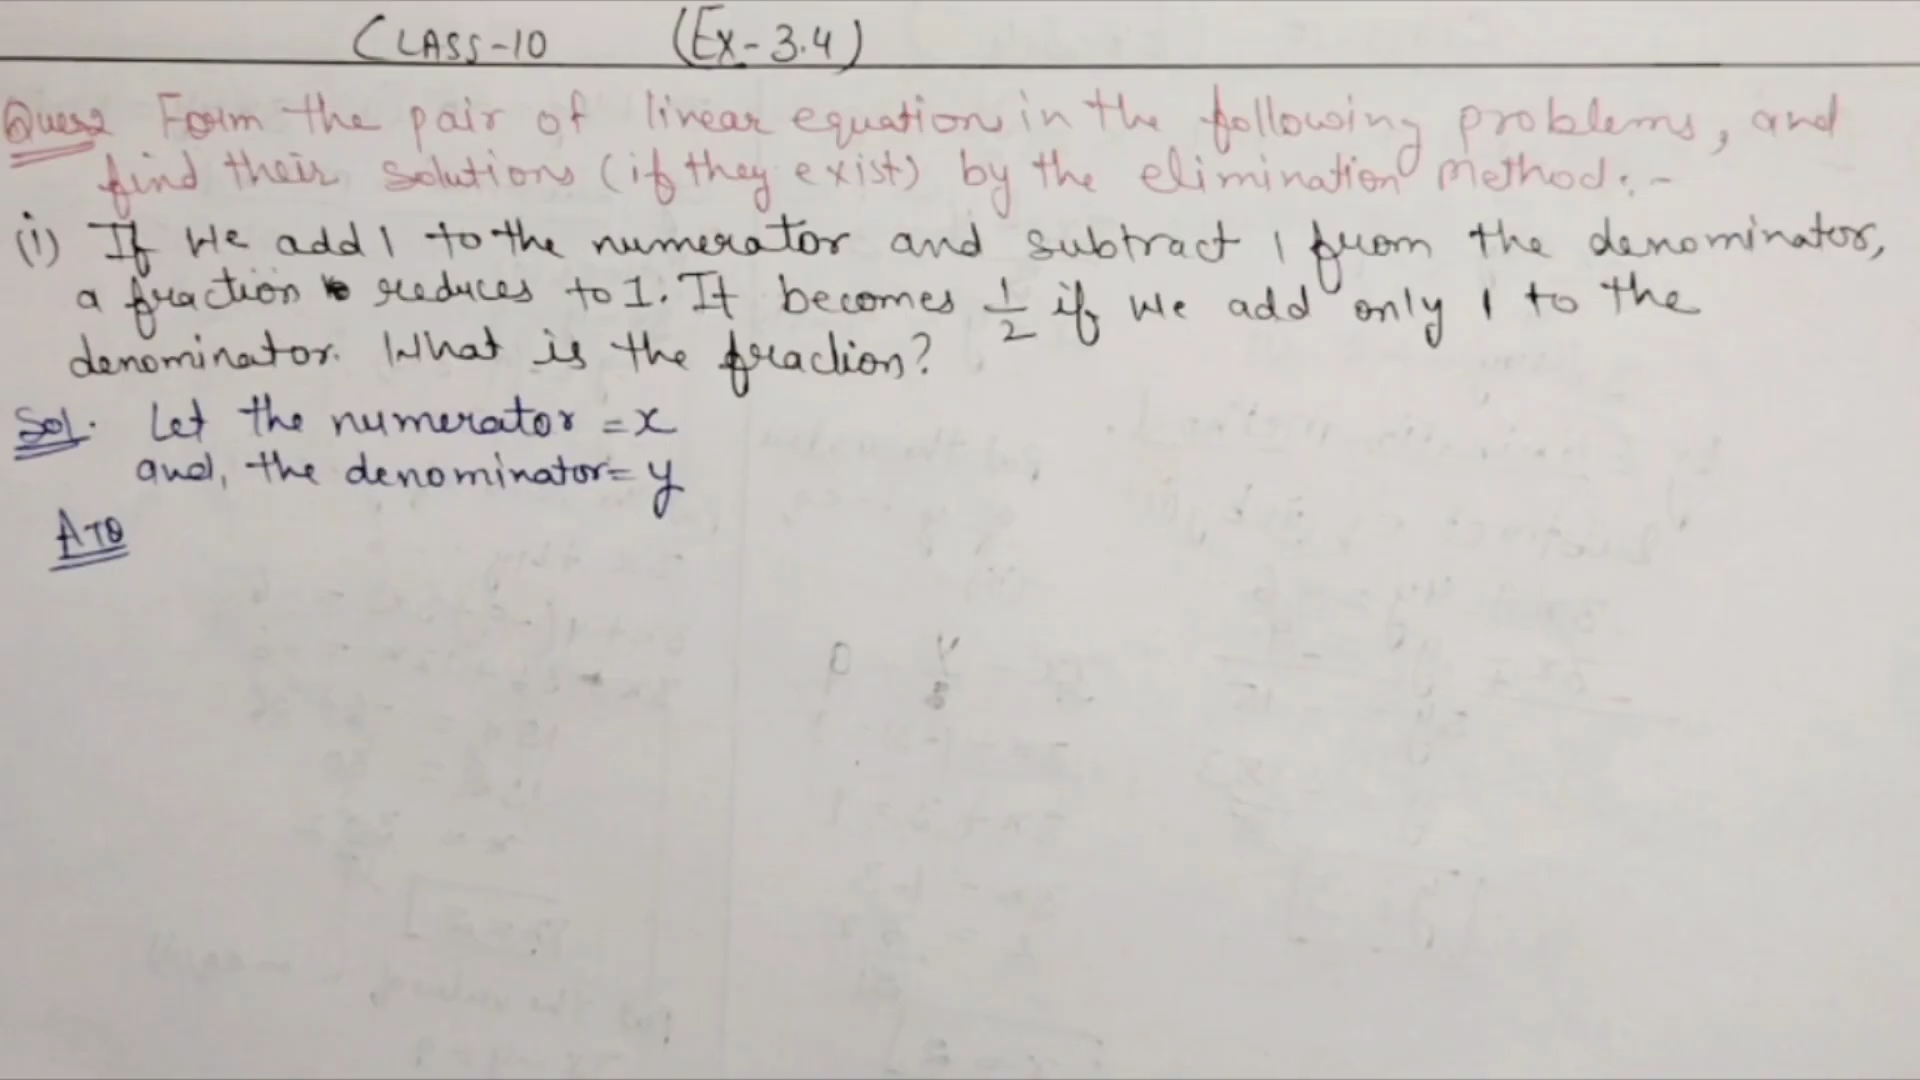 CLASS-10 (Ex-3.4)
Ques2 Form the pair of linear equations in the following problems, and
find their solutions (if they exist) by the elimination method:-
(i) If we add 1 to the numerator and subtract 1 from the denominator,
a fraction reduces to 1. It becomes 1/2 if we add only 1 to the
denominator. What is the fraction?
Sol. Let the numerator = x
and, the denominator = y
ATQ